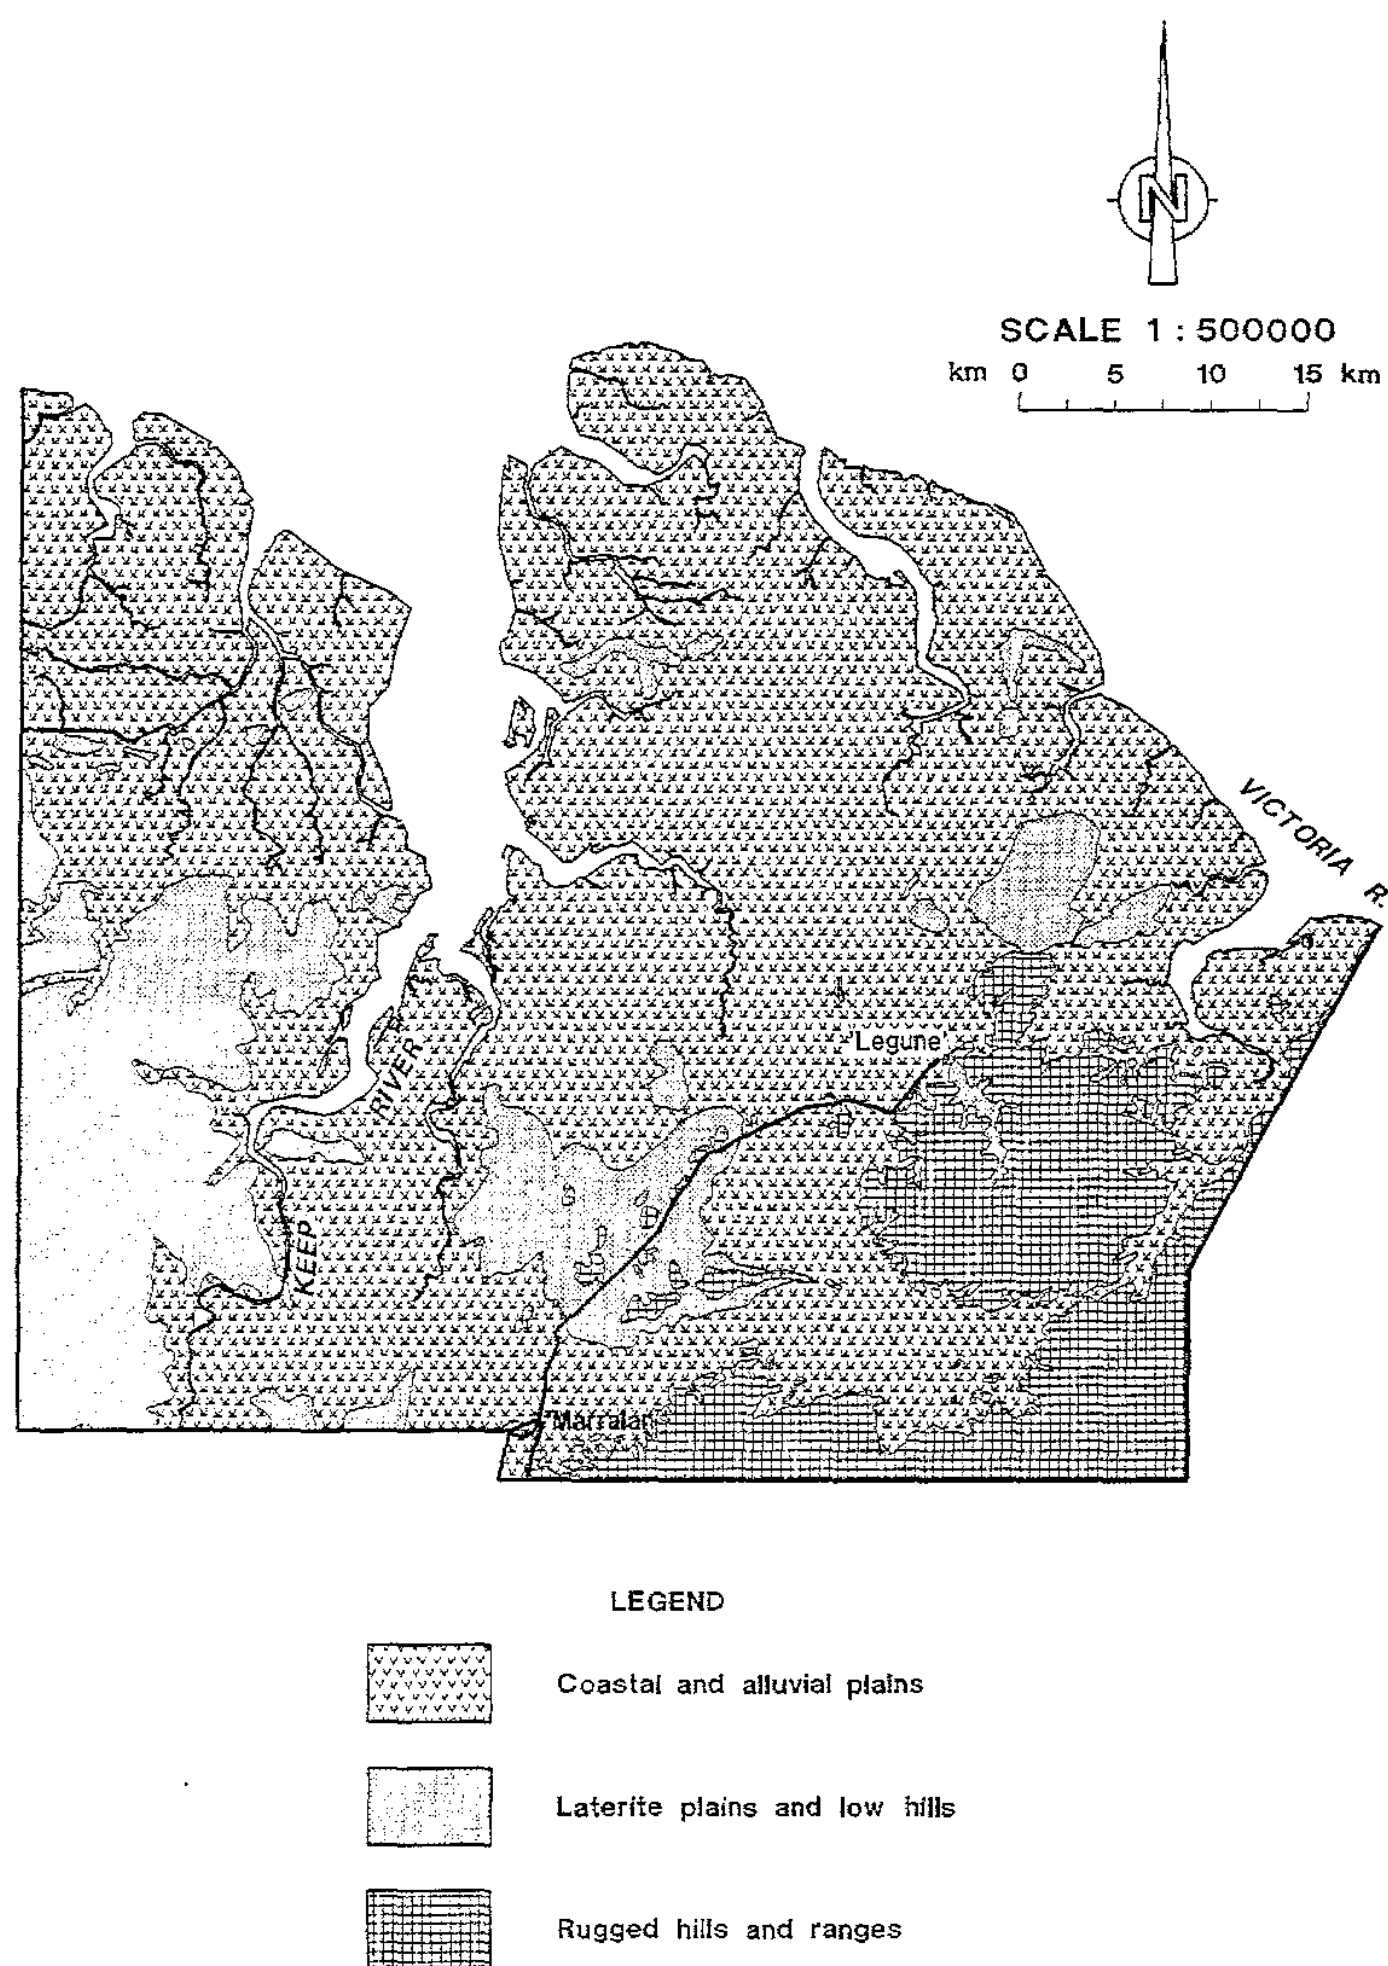 N
SCALE 1 : 500000
km 0 5 10 15 km
VICTORIA R.
'Legune'
RIVER
KEEP
'Marralam'
LEGEND
Coastal and alluvial plains
Laterite plains and low hills
Rugged hills and ranges